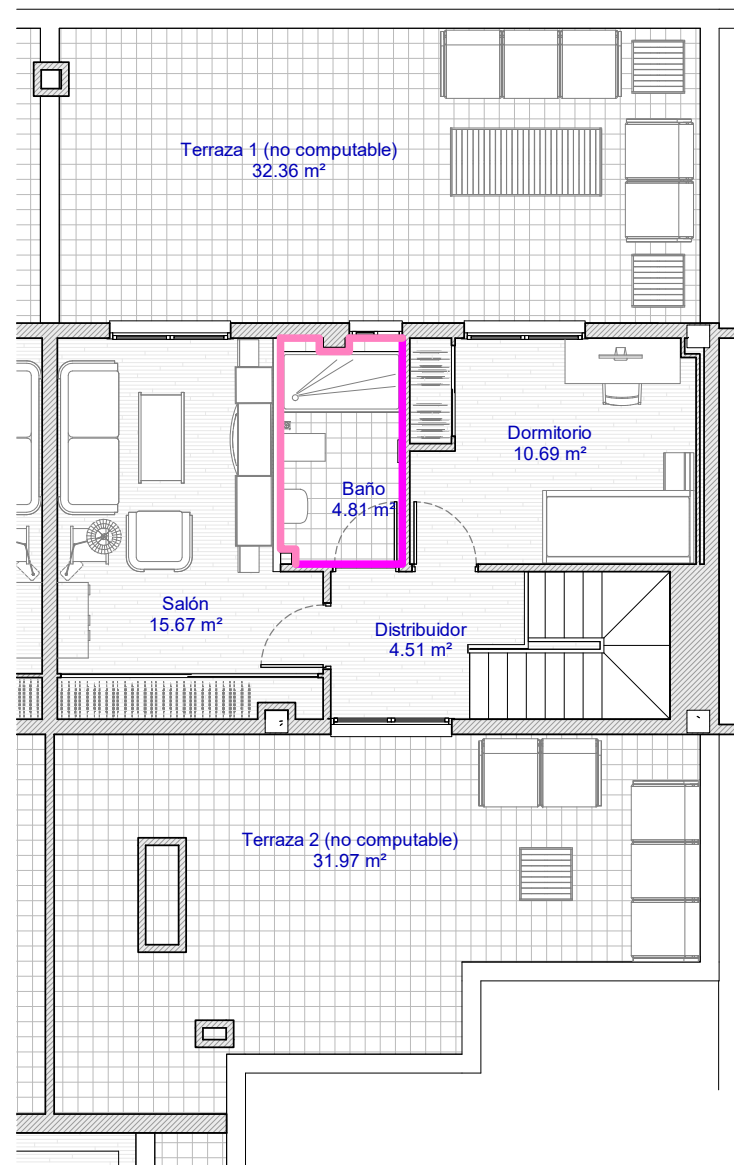 Terraza 1 (no computable)
32.36 m²
Dormitorio
10.69 m²
Baño
4.81 m²
Salón
15.67 m²
Distribuidor
4.51 m²
Terraza 2 (no computable)
31.97 m²